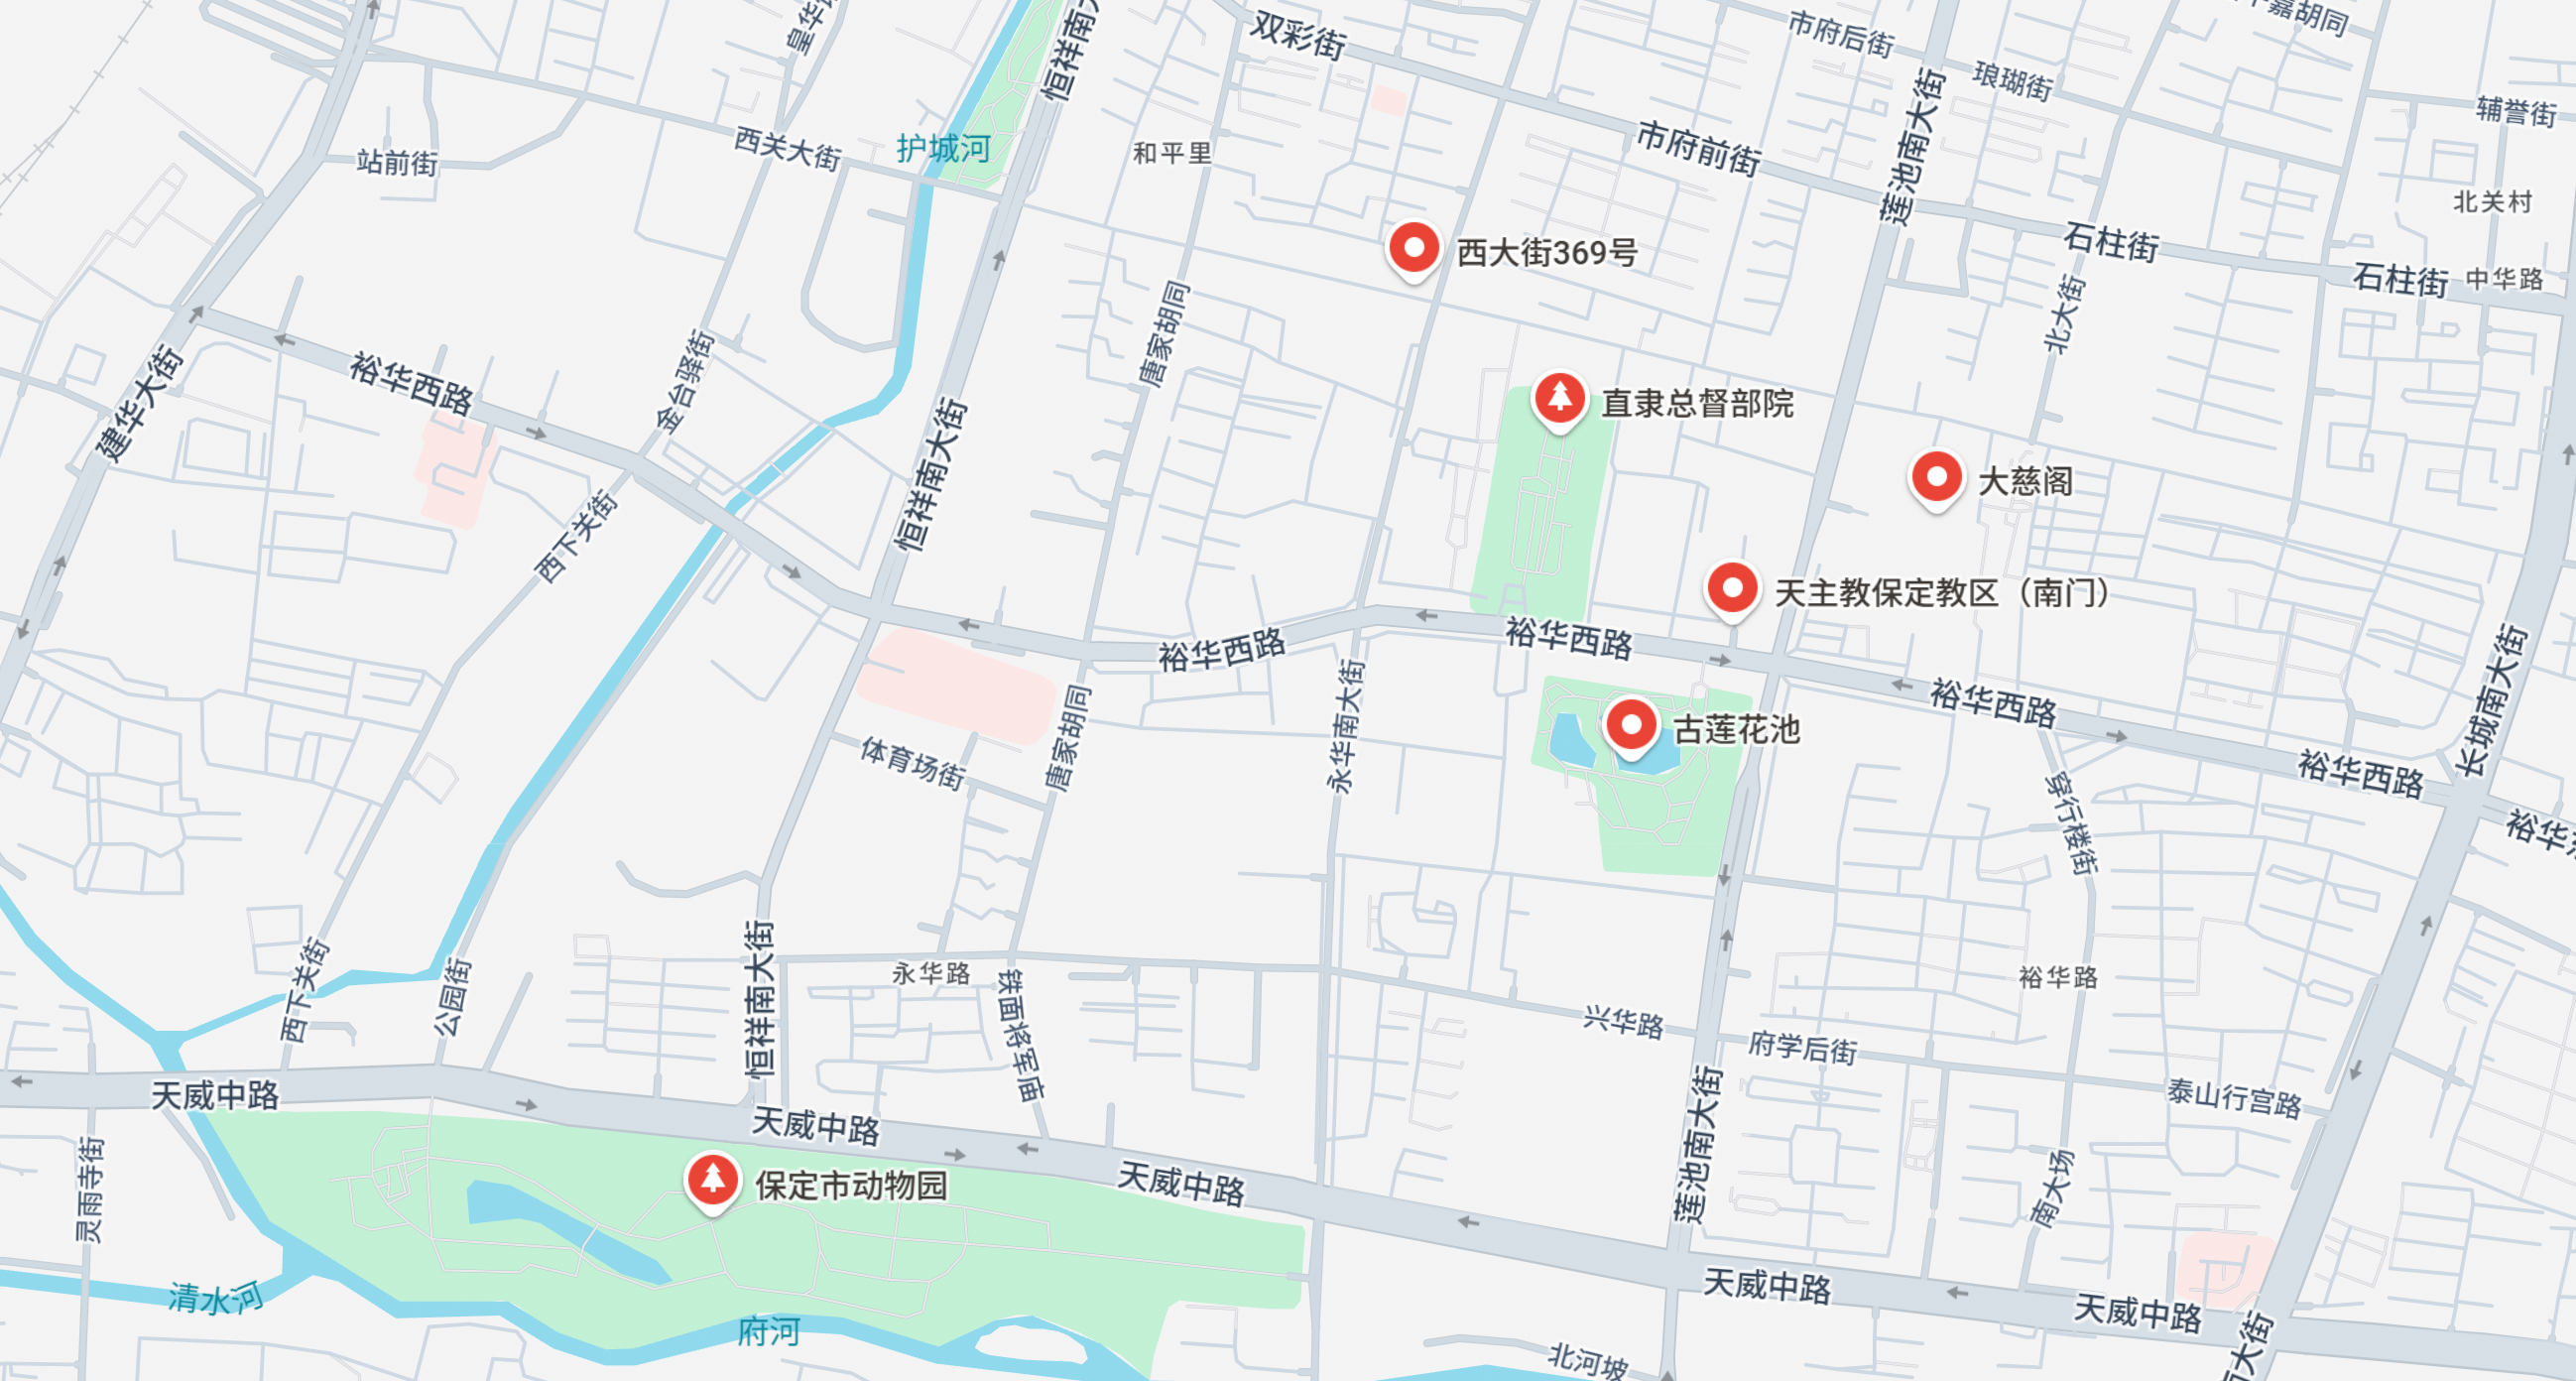 双彩街
市府后街
琅瑚街
辅誉街
恒祥南大街
西关大街
护城河
站前街
和平里
市府前街
莲池南大街
北关村
石柱街
石柱街
中华路
西大街369号
北大街
唐家胡同
建华大街
裕华西路
金台驿街
直隶总督部院
恒祥南大街
大慈阁
西下关街
天主教保定教区（南门）
裕华西路
裕华西路
裕华西路
长城南大街
古莲花池
永华南大街
唐家胡同
体育场街
裕华西路
穿行楼街
西下关街
公园街
恒祥南大街
永华路
铁面将军庙
裕华路
兴华路
府学后街
泰山行宫路
天威中路
天威中路
莲池南大街
灵雨寺街
保定市动物园
天威中路
南大场
清水河
府河
天威中路
天威中路
北河坡